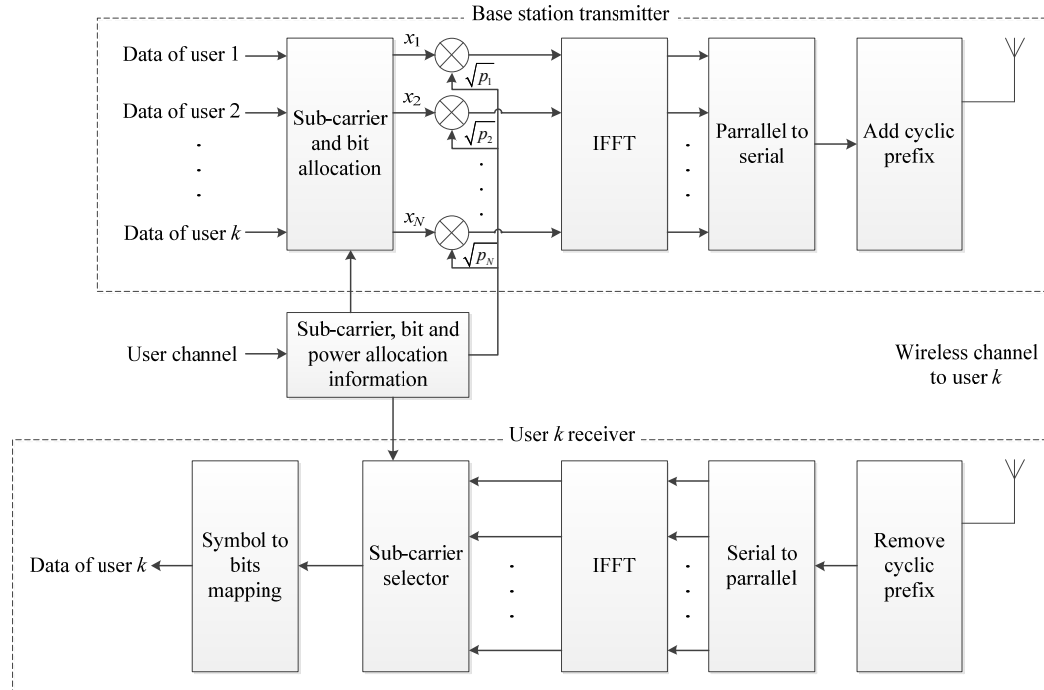 Base station transmitter
Data of user 1
Data of user 2
Data of user k
Sub-carrier
and bit
allocation
x1
x2
xN
√p1
√p2
√pN
IFFT
Parrallel to
serial
Add cyclic
prefix
User channel
Sub-carrier, bit and
power allocation
information
Wireless channel
to user k
User k receiver
Data of user k
Symbol to
bits
mapping
Sub-carrier
selector
IFFT
Serial to
parrallel
Remove
cyclic
prefix